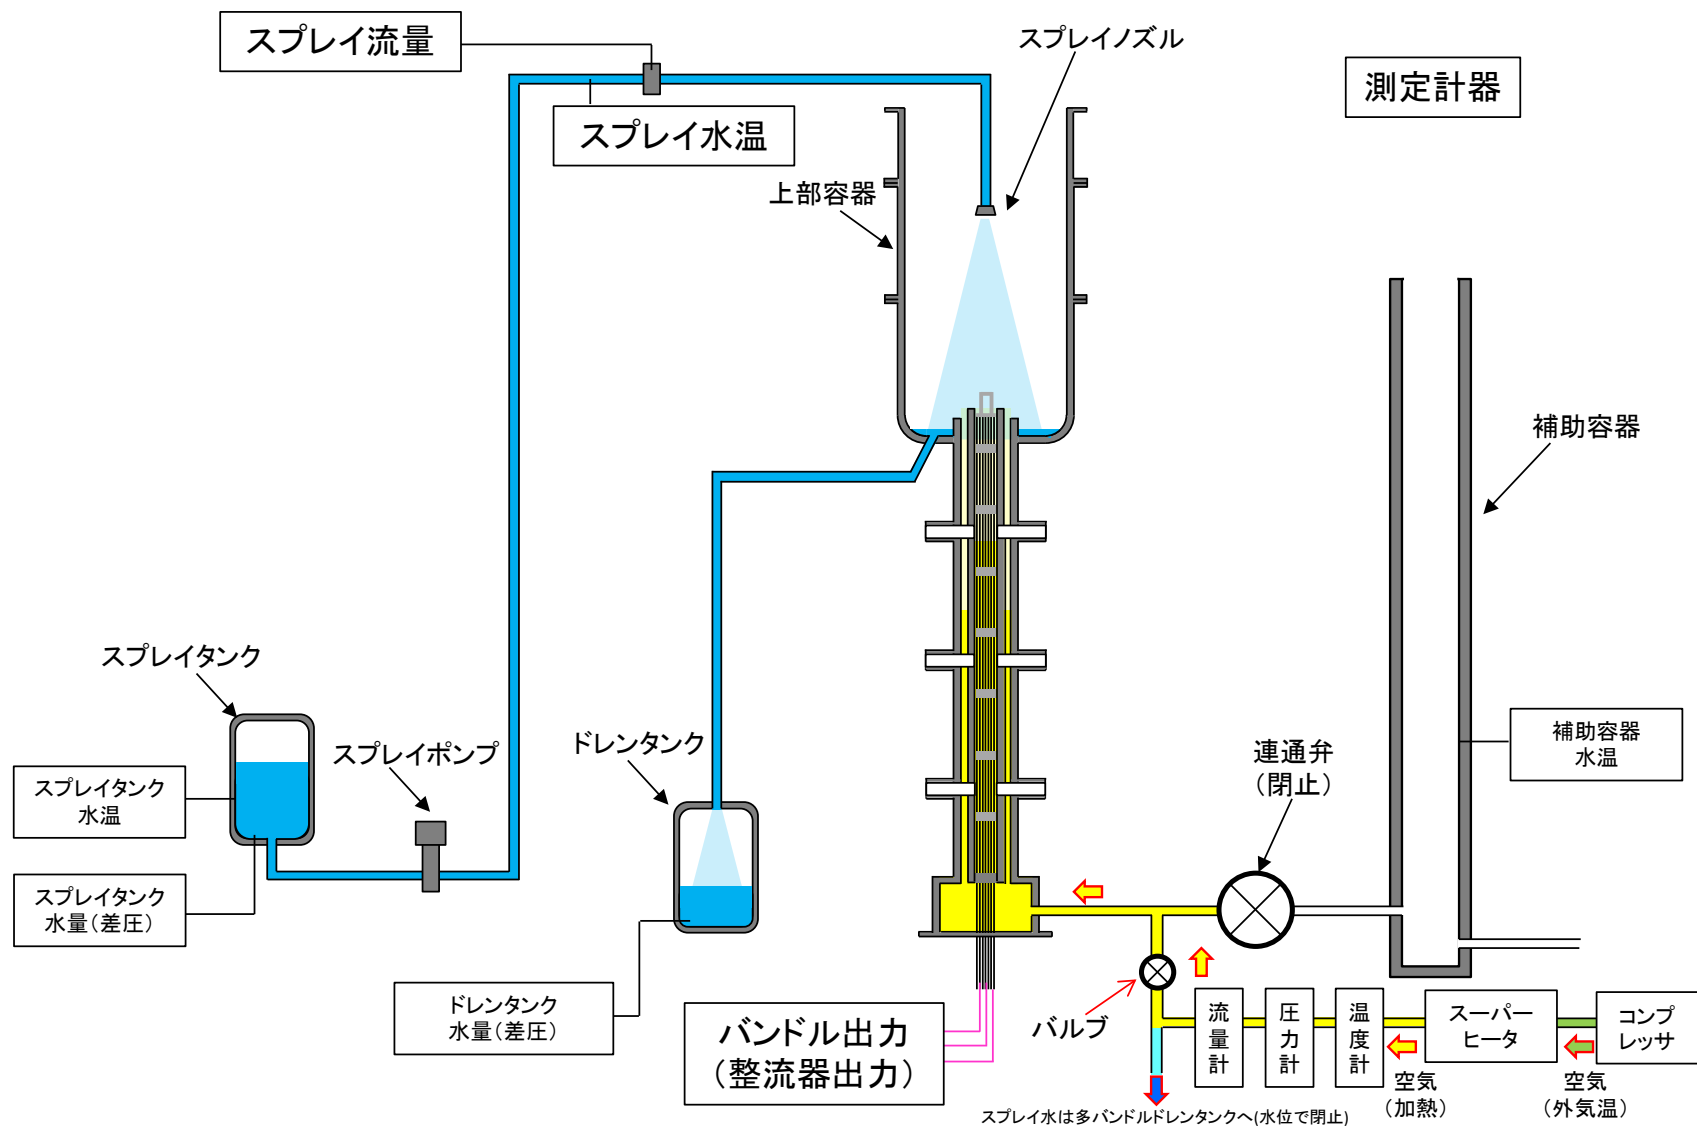 スプレイ流量
スプレイノズル
測定計器
スプレイ水温
上部容器
補助容器
スプレイタンク
スプレイポンプ
ドレンタンク
連通弁
(閉止)
補助容器
水温
スプレイタンク
水温
スプレイタンク
水量(差圧)
ドレンタンク
水量(差圧)
バンドル出力
(整流器出力)
バルブ
流量計
圧力計
温度計
スーパー
ヒータ
コンプ
レッサ
空気
(加熱)
空気
(外気温)
スプレイ水は多バンドルドレンタンクへ(水位で閉止)